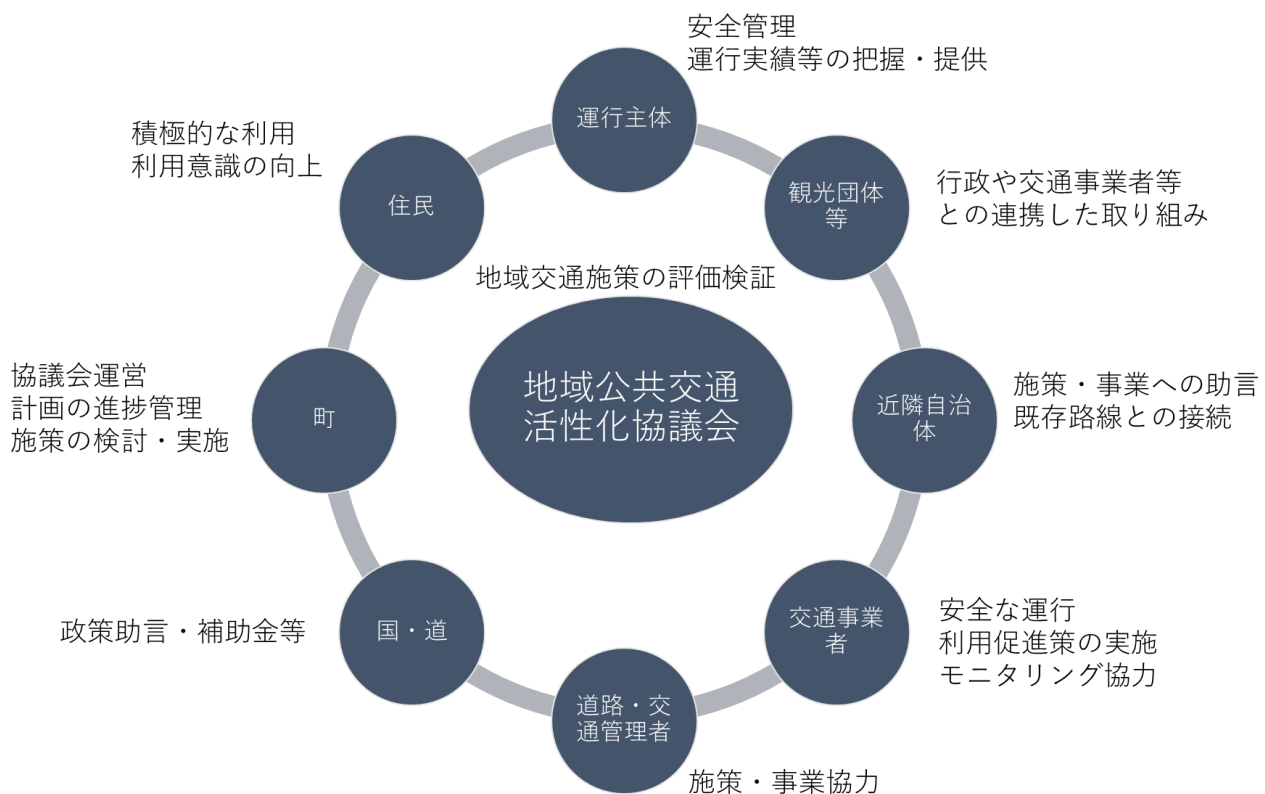 安全管理
運行実績等の把握・提供
運行主体
積極的な利用
利用意識の向上
住民
観光団体
等
行政や交通事業者等
との連携した取り組み
地域交通施策の評価検証
地域公共交通
活性化協議会
協議会運営
計画の進捗管理
施策の検討・実施
町
近隣自治
体
施策・事業への助言
既存路線との接続
政策助言・補助金等
国・道
交通事業
者
安全な運行
利用促進策の実施
モニタリング協力
道路・交
通管理者
施策・事業協力